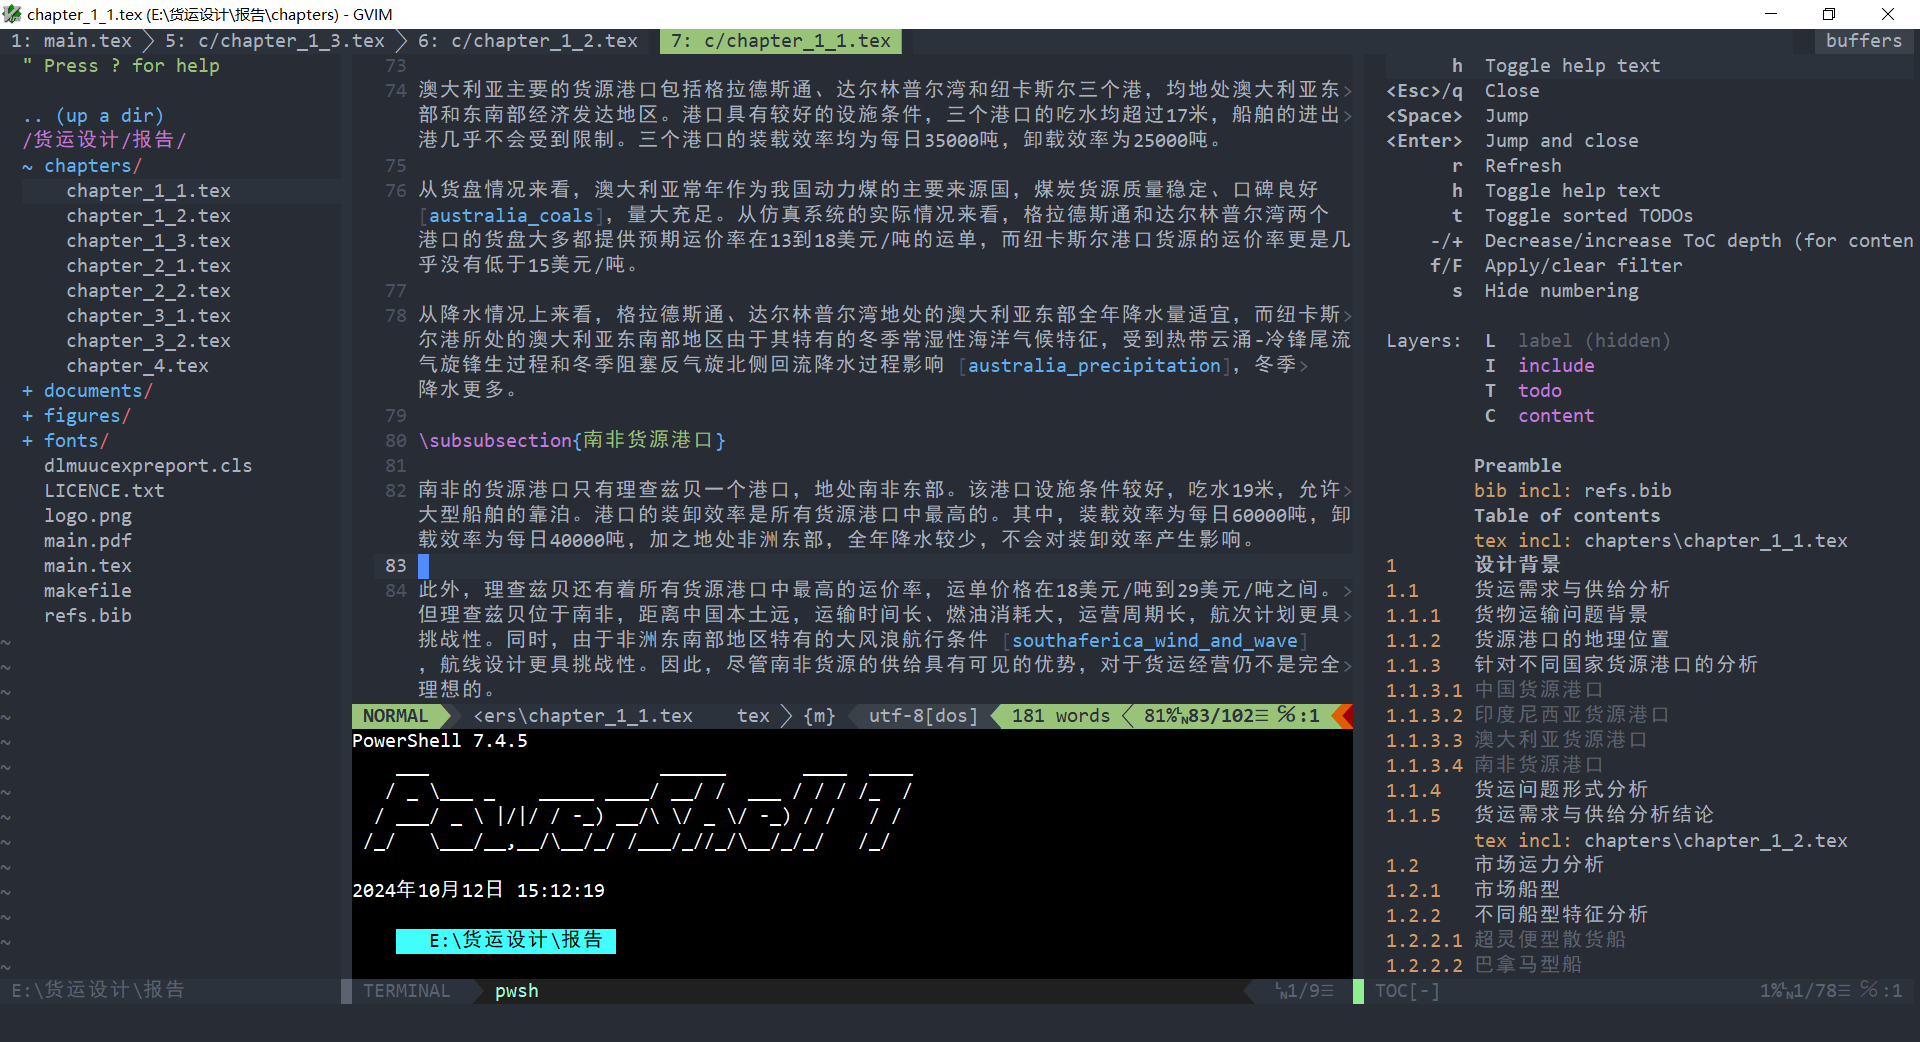 chapter_1_1.tex (E:\货运设计\报告\chapters) - GVIM
1: main.tex 5: c/chapter_1_3.tex 6: c/chapter_1_2.tex 7: c/chapter_1_1.tex buffers
" Press ? for help
.. (up a dir)
/货运设计/报告/
~ chapters/
chapter_1_1.tex
chapter_1_2.tex
chapter_1_3.tex
chapter_2_1.tex
chapter_2_2.tex
chapter_3_1.tex
chapter_3_2.tex
chapter_4.tex
+ documents/
+ figures/
+ fonts/
dlmuucexpreport.cls
LICENCE.txt
logo.png
main.pdf
main.tex
makefile
refs.bib
~
~
~
~
~
~
~
~
~
~
~
~
~
~
E:\货运设计\报告
73
74 澳大利亚主要的货源港口包括格拉德斯通、达尔林普尔湾和纽卡斯尔三个港，均地处澳大利亚东>
部和东南部经济发达地区。港口具有较好的设施条件，三个港口的吃水均超过17米，船舶的进出>
港几乎不会受到限制。三个港口的装载效率均为每日35000吨，卸载效率为25000吨。
75
76 从货盘情况来看，澳大利亚常年作为我国动力煤的主要来源国，煤炭货源质量稳定、口碑良好
[australia_coals]，量大充足。从仿真系统的实际情况来看，格拉德斯通和达尔林普尔湾两个
港口的货盘大多都提供预期运价率在13到18美元/吨的运单，而纽卡斯尔港口货源的运价率更是几
乎没有低于15美元/吨。
77
78 从降水情况上来看，格拉德斯通、达尔林普尔湾地处的澳大利亚东部全年降水量适宜，而纽卡斯>
尔港所处的澳大利亚东南部地区由于其特有的冬季常湿性海洋气候特征，受到热带云涌-冷锋尾流
气旋锋生过程和冬季阻塞反气旋北侧回流降水过程影响 [australia_precipitation]，冬季>
降水更多。
79
80 \subsubsection{南非货源港口}
81
82 南非的货源港口只有理查兹贝一个港口，地处南非东部。该港口设施条件较好，吃水19米，允许>
大型船舶的靠泊。港口的装卸效率是所有货源港口中最高的。其中，装载效率为每日60000吨，卸
载效率为每日40000吨，加之地处非洲东部，全年降水较少，不会对装卸效率产生影响。
83
84 此外，理查兹贝还有着所有货源港口中最高的运价率，运单价格在18美元/吨到29美元/吨之间。>
但理查兹贝位于南非，距离中国本土远，运输时间长、燃油消耗大，运营周期长，航次计划更具>
挑战性。同时，由于非洲东南部地区特有的大风浪航行条件 [southaferica_wind_and_wave]
，航线设计更具挑战性。因此，尽管南非货源的供给具有可见的优势，对于货运经营仍不是完全>
理想的。
NORMAL <ers\chapter_1_1.tex tex {m} utf-8[dos] 181 words 81% 83/102 :1
PowerShell 7.4.5
PowerShell 7
2024年10月12日 15:12:19
E:\货运设计\报告
TERMINAL pwsh 1/9
h Toggle help text
<Esc>/q Close
<Space> Jump
<Enter> Jump and close
r Refresh
h Toggle help text
t Toggle sorted TODOs
-/+ Decrease/increase ToC depth (for conten
f/F Apply/clear filter
s Hide numbering
Layers: L label (hidden)
I include
T todo
C content
Preamble
bib incl: refs.bib
Table of contents
tex incl: chapters\chapter_1_1.tex
1 设计背景
1.1 货运需求与供给分析
1.1.1 货物运输问题背景
1.1.2 货源港口的地理位置
1.1.3 针对不同国家货源港口的分析
1.1.3.1 中国货源港口
1.1.3.2 印度尼西亚货源港口
1.1.3.3 澳大利亚货源港口
1.1.3.4 南非货源港口
1.1.4 货运问题形式分析
1.1.5 货运需求与供给分析结论
tex incl: chapters\chapter_1_2.tex
1.2 市场运力分析
1.2.1 市场船型
1.2.2 不同船型特征分析
1.2.2.1 超灵便型散货船
1.2.2.2 巴拿马型船
TOC[-] 1% 1/78 :1